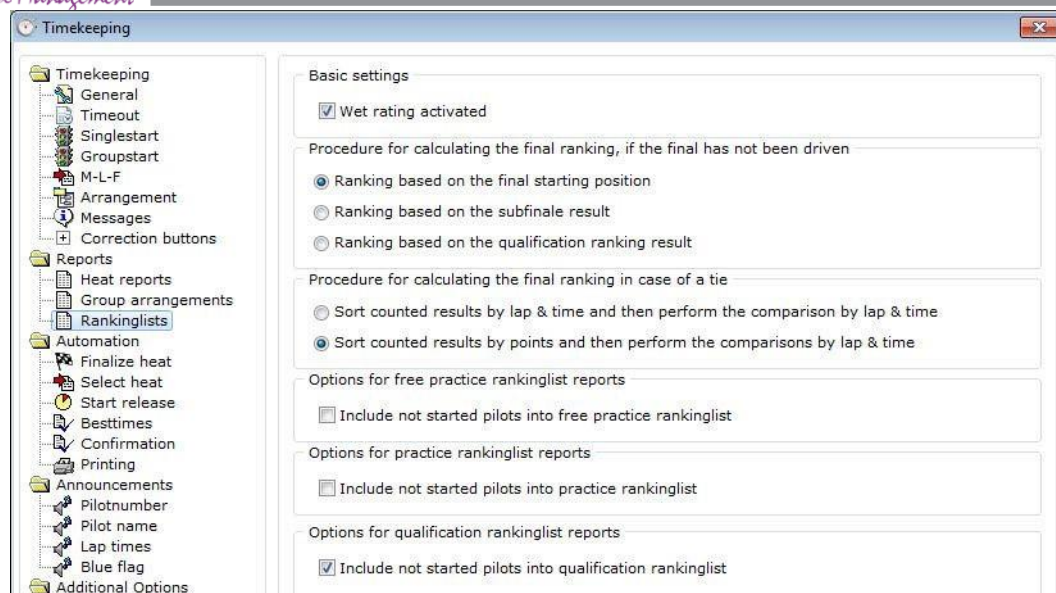 Management
Timekeeping
Timekeeping
General
Timeout
Singlestart
Groupstart
M-L-F
Arrangement
Messages
Correction buttons
Reports
Heat reports
Group arrangements
Rankinglists
Automation
Finalize heat
Select heat
Start release
Besttimes
Confirmation
Printing
Announcements
Pilotnumber
Pilot name
Lap times
Blue flag
Additional Options
Basic settings
Wet rating activated
Procedure for calculating the final ranking, if the final has not been driven
Ranking based on the final starting position
Ranking based on the subfinale result
Ranking based on the qualification ranking result
Procedure for calculating the final ranking in case of a tie
Sort counted results by lap & time and then perform the comparison by lap & time
Sort counted results by points and then perform the comparisons by lap & time
Options for free practice rankinglist reports
Include not started pilots into free practice rankinglist
Options for practice rankinglist reports
Include not started pilots into practice rankinglist
Options for qualification rankinglist reports
Include not started pilots into qualification rankinglist